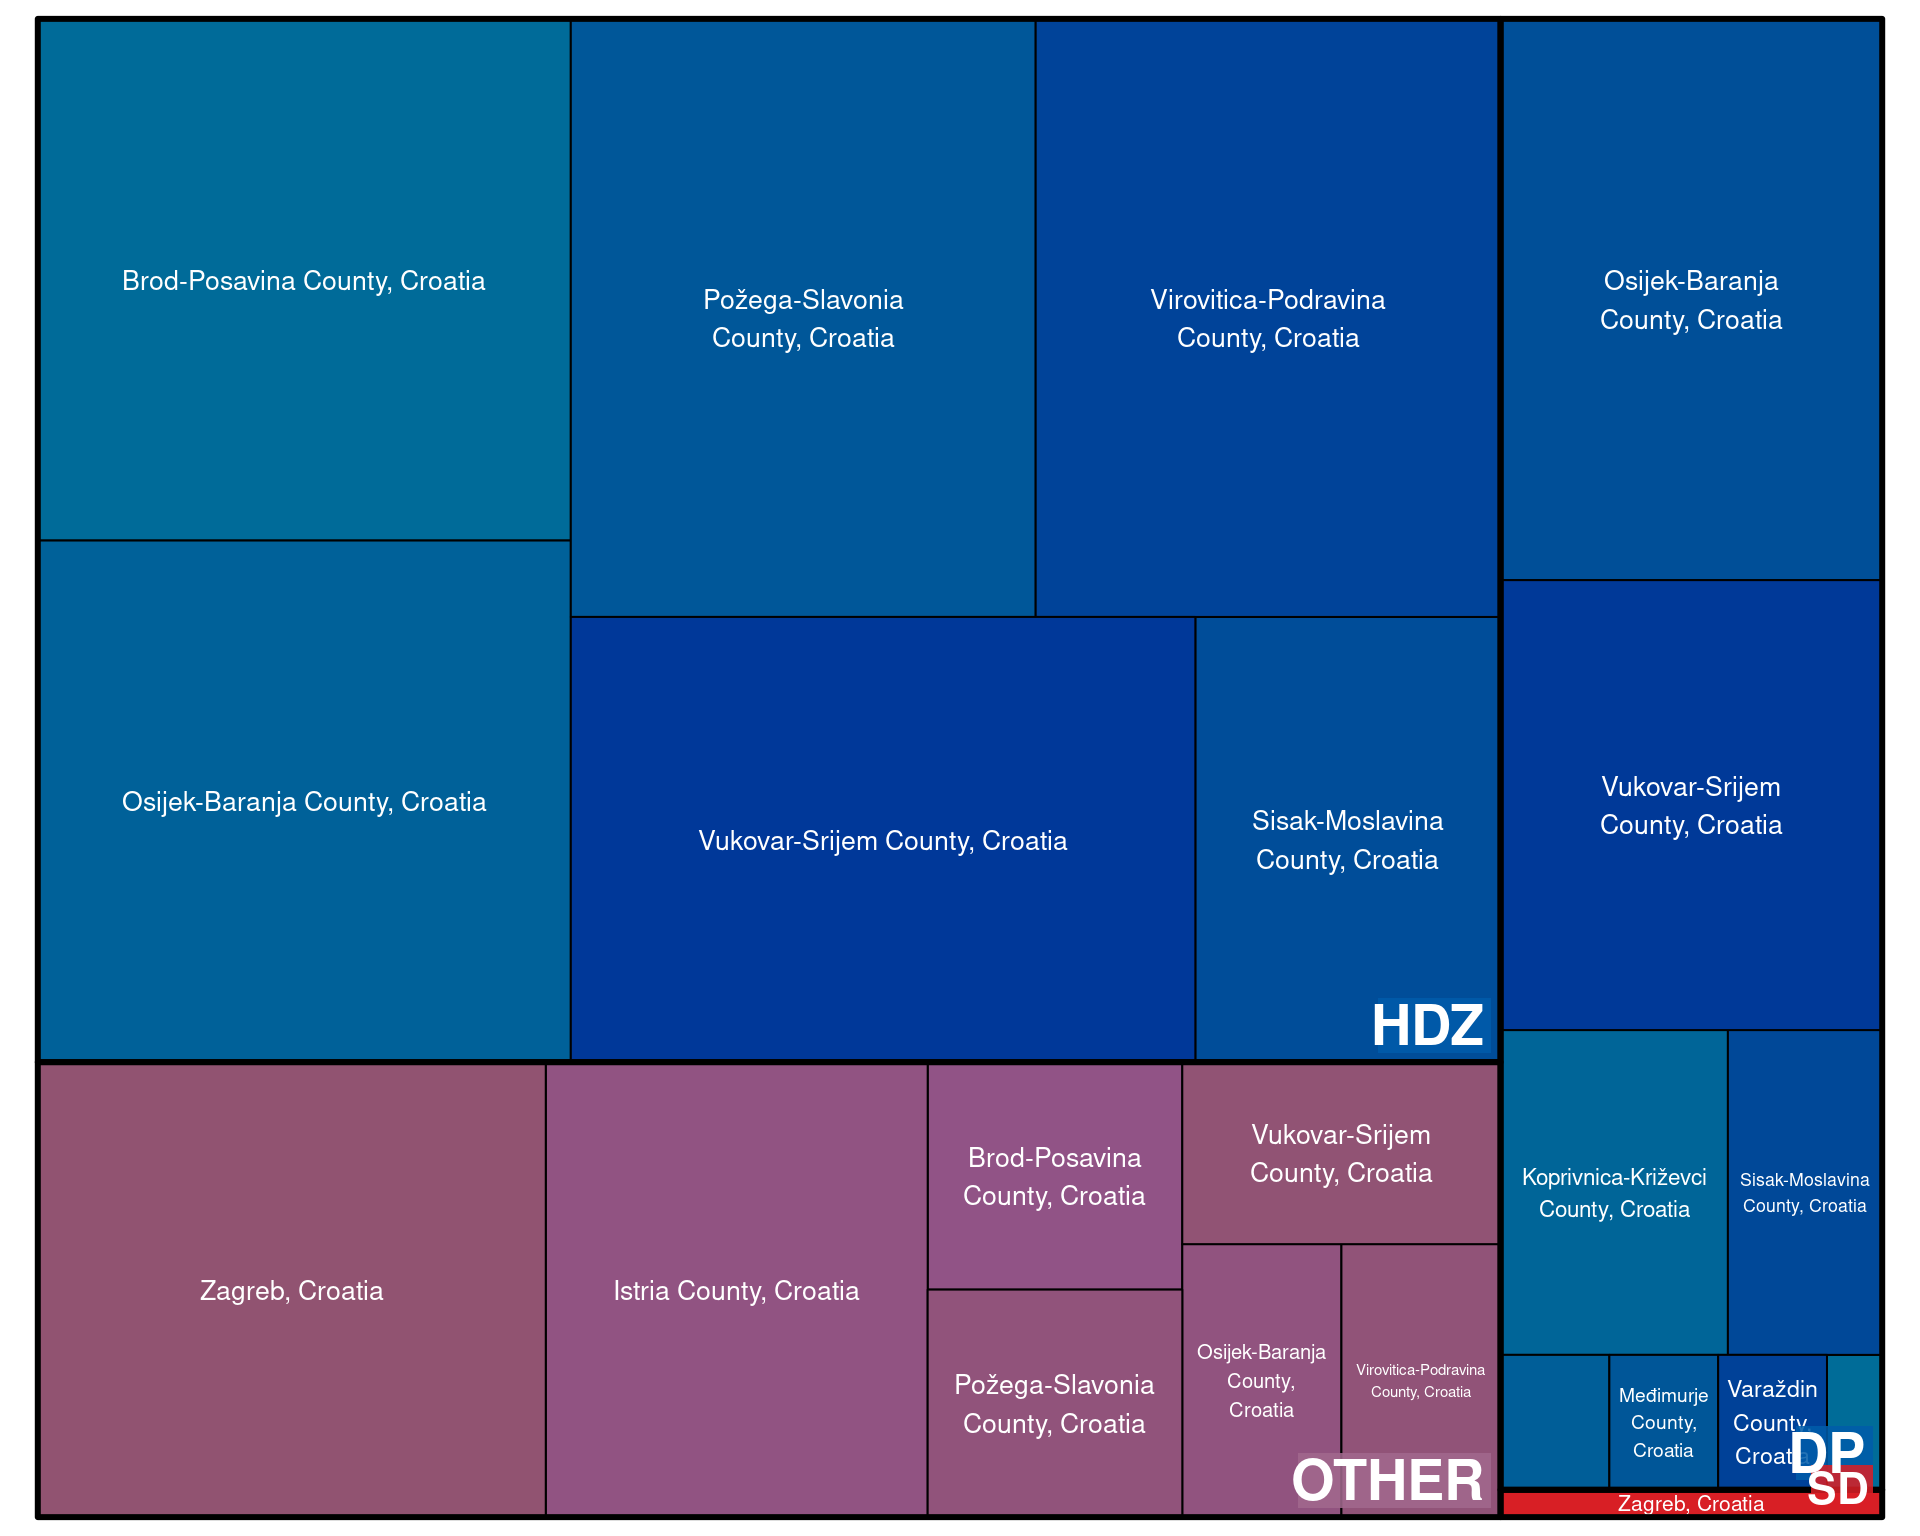 Brod-Posavina County, Croatia
Požega-Slavonia
County, Croatia
Virovitica-Podravina
County, Croatia
Osijek-Baranja County, Croatia
Vukovar-Srijem County, Croatia
Sisak-Moslavina
County, Croatia
HDZ
Zagreb, Croatia
Istria County, Croatia
Brod-Posavina
County, Croatia
Požega-Slavonia
County, Croatia
Vukovar-Srijem
County, Croatia
Osijek-Baranja
County,
Croatia
Virovitica-Podravina
County, Croatia
OTHER
Osijek-Baranja
County, Croatia
Vukovar-Srijem
County, Croatia
Koprivnica-Križevci
County, Croatia
Sisak-Moslavina
County, Croatia
Međimurje
County,
Croatia
Varaždin
County,
Croatia
DP
SD
Zagreb, Croatia